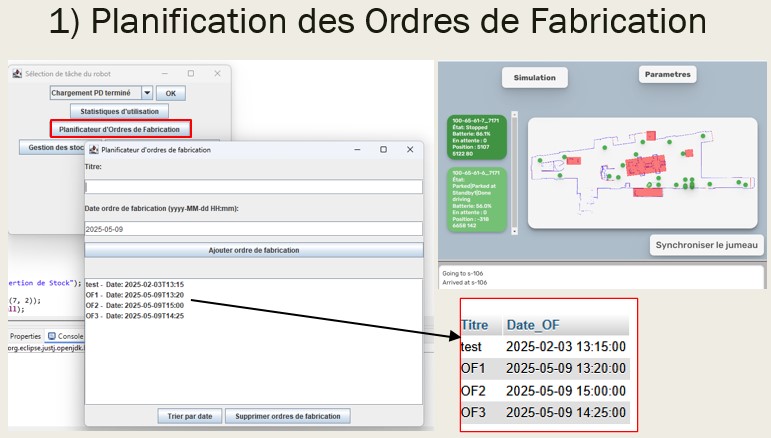 1) Planification des Ordres de Fabrication
Sélection de tâche du robot
Chargement PD terminé
OK
Statistiques d'utilisation
Planificateur d'Ordres de Fabrication
Gestion des stoc
Planificateur d'ordres de fabrication
Titre:
Date ordre de fabrication (yyyy-MM-dd HH:mm):
2025-05-09
Ajouter ordre de fabrication
test - Date: 2025-02-03T13:15
OF1 - Date: 2025-05-09T13:20
OF2 - Date: 2025-05-09T15:00
OF3 - Date: 2025-05-09T14:25
Trier par date
Supprimer ordres de fabrication
ertion de Stock");
(7, 2));
ll);
Properties
Console
org.eclipse.justj.openjdk.
Simulation
Parametres
100-65-61-7_7171
État: Stopped
Batterie: 86.1%
En attente : 0
Position : 5107
5122 80
100-65-61-6_7171
État:
Parked|Parked at
Standby1|Done
driving
Batterie: 56.0%
En attente : 0
Position : -318
6658 142
Synchroniser le jumeau
Going to s-106
Arrived at s-106
Titre Date_OF
test 2025-02-03 13:15:00
OF1 2025-05-09 13:20:00
OF2 2025-05-09 15:00:00
OF3 2025-05-09 14:25:00